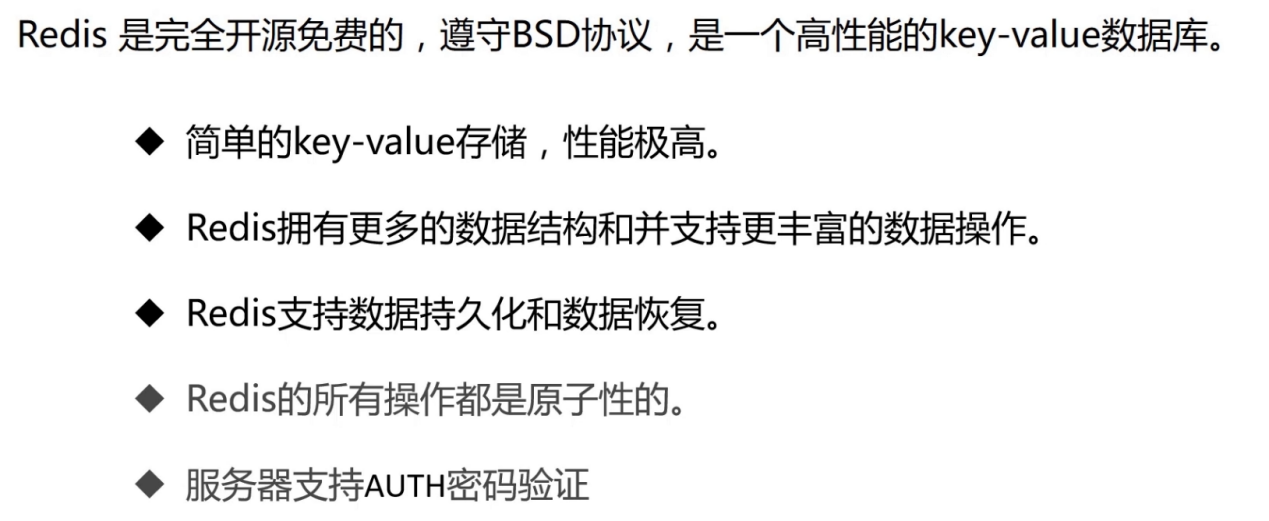 Redis 是完全开源免费的，遵守BSD协议，是一个高性能的key-value数据库。
◆ 简单的key-value存储，性能极高。
◆ Redis拥有更多的数据结构和并支持更丰富的数据操作。
◆ Redis支持数据持久化和数据恢复。
◆ Redis的所有操作都是原子性的。
◆ 服务器支持AUTH密码验证